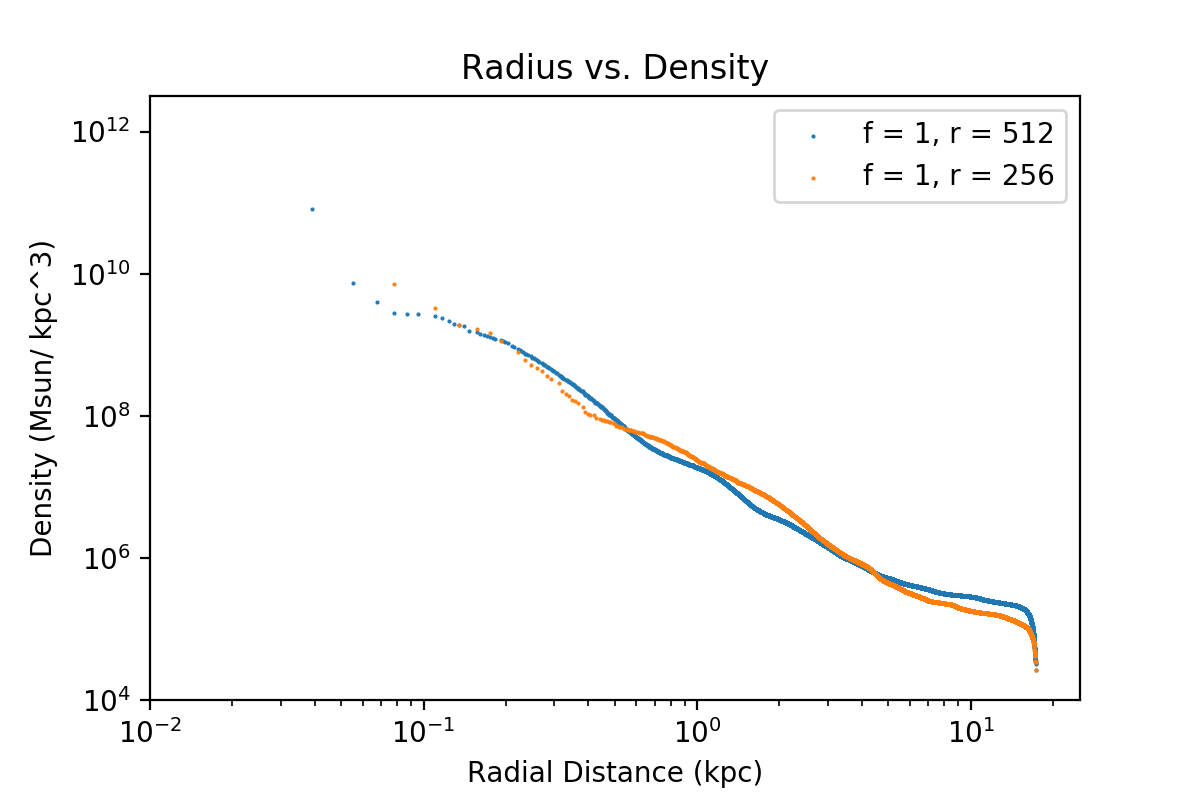 Radius vs. Density
f = 1, r = 512
f = 1, r = 256
Density (Msun/ kpc^3)
10^12
10^10
10^8
10^6
10^4
10^-2
10^-1
10^0
10^1
Radial Distance (kpc)